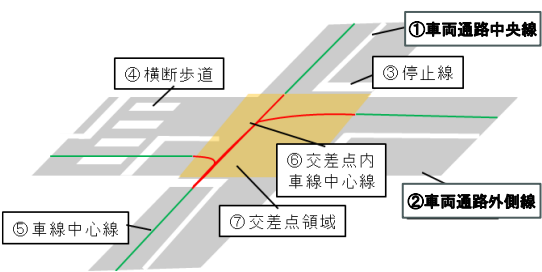 ①車両通路中央線
④横断歩道
③停止線
⑥交差点内
車線中心線
②車両通路外側線
⑤車線中心線
⑦交差点領域